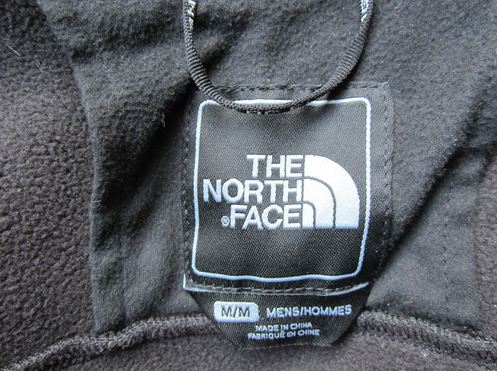 THE
NORTH
®FACE
M/M MENS/HOMMES
MADE IN CHINA
FABRIQUÉ EN CHINE